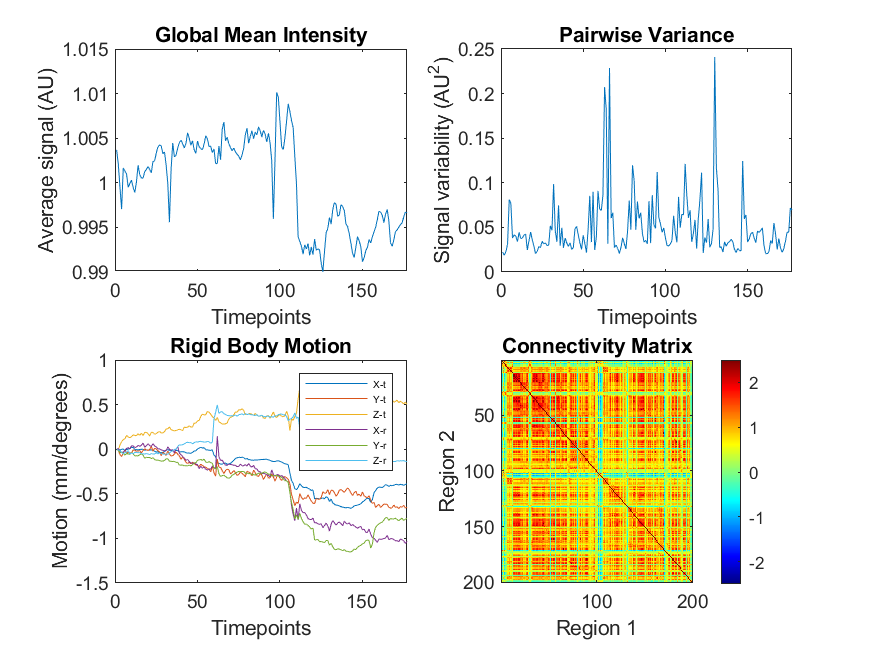 Global Mean Intensity
1.015
1.01
1.005
1
0.995
0.99
Average signal (AU)
0 50 100 150
Timepoints
Pairwise Variance
0.25
0.2
0.15
0.1
0.05
0
Signal variability (AU²)
0 50 100 150
Timepoints
Rigid Body Motion
1
0.5
0
-0.5
-1
-1.5
Motion (mm/degrees)
X-t
Y-t
Z-t
X-r
Y-r
Z-r
0 50 100 150
Timepoints
Connectivity Matrix
50
100
150
200
Region 2
100 200
Region 1
2
1
0
-1
-2